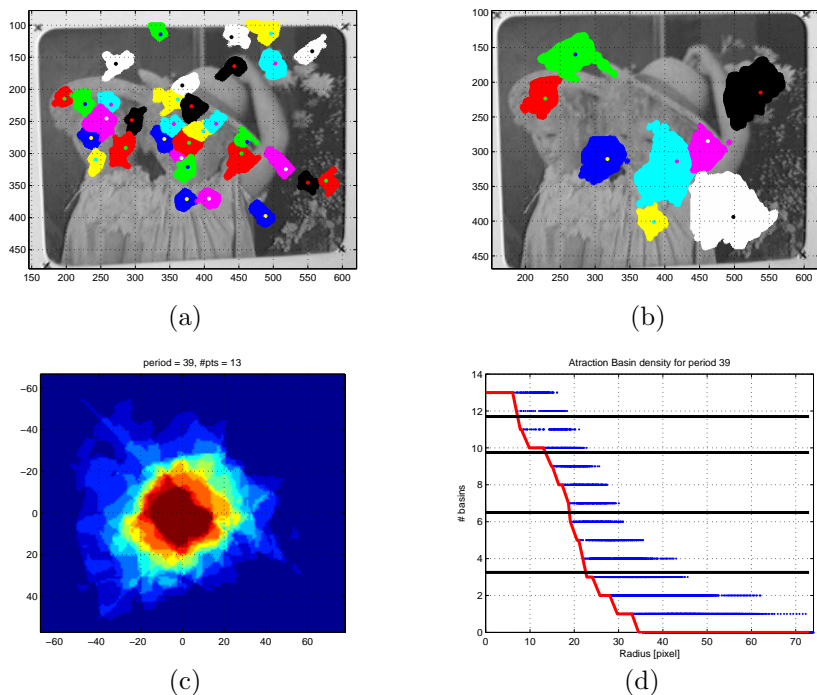 100
150
200
250
300
350
400
450
150 200 250 300 350 400 450 500 550 600
(a)
100
150
200
250
300
350
400
450
150 200 250 300 350 400 450 500 550 600
(b)
period = 39, #pts = 13
−60
−40
−20
0
20
40
−60 −40 −20 0 20 40 60
(c)
Atraction Basin density for period 39
14
12
10
8
6
4
2
0
# basins
0 10 20 30 40 50 60 70
Radius [pixel]
(d)